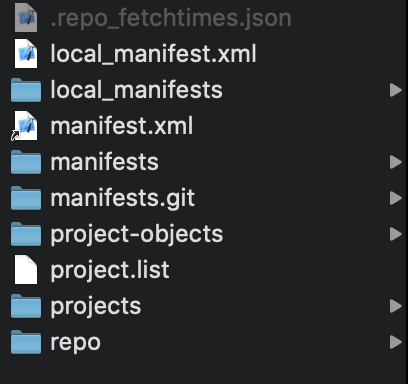 .repo_fetchtimes.json
local_manifest.xml
local_manifests
manifest.xml
manifests
manifests.git
project-objects
project.list
projects
repo